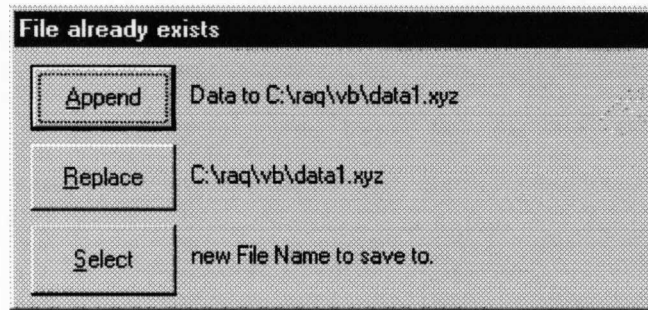 File already exists
Append Data to C:\raq\vb\data1.xyz
Replace C:\raq\vb\data1.xyz
Select new File Name to save to.